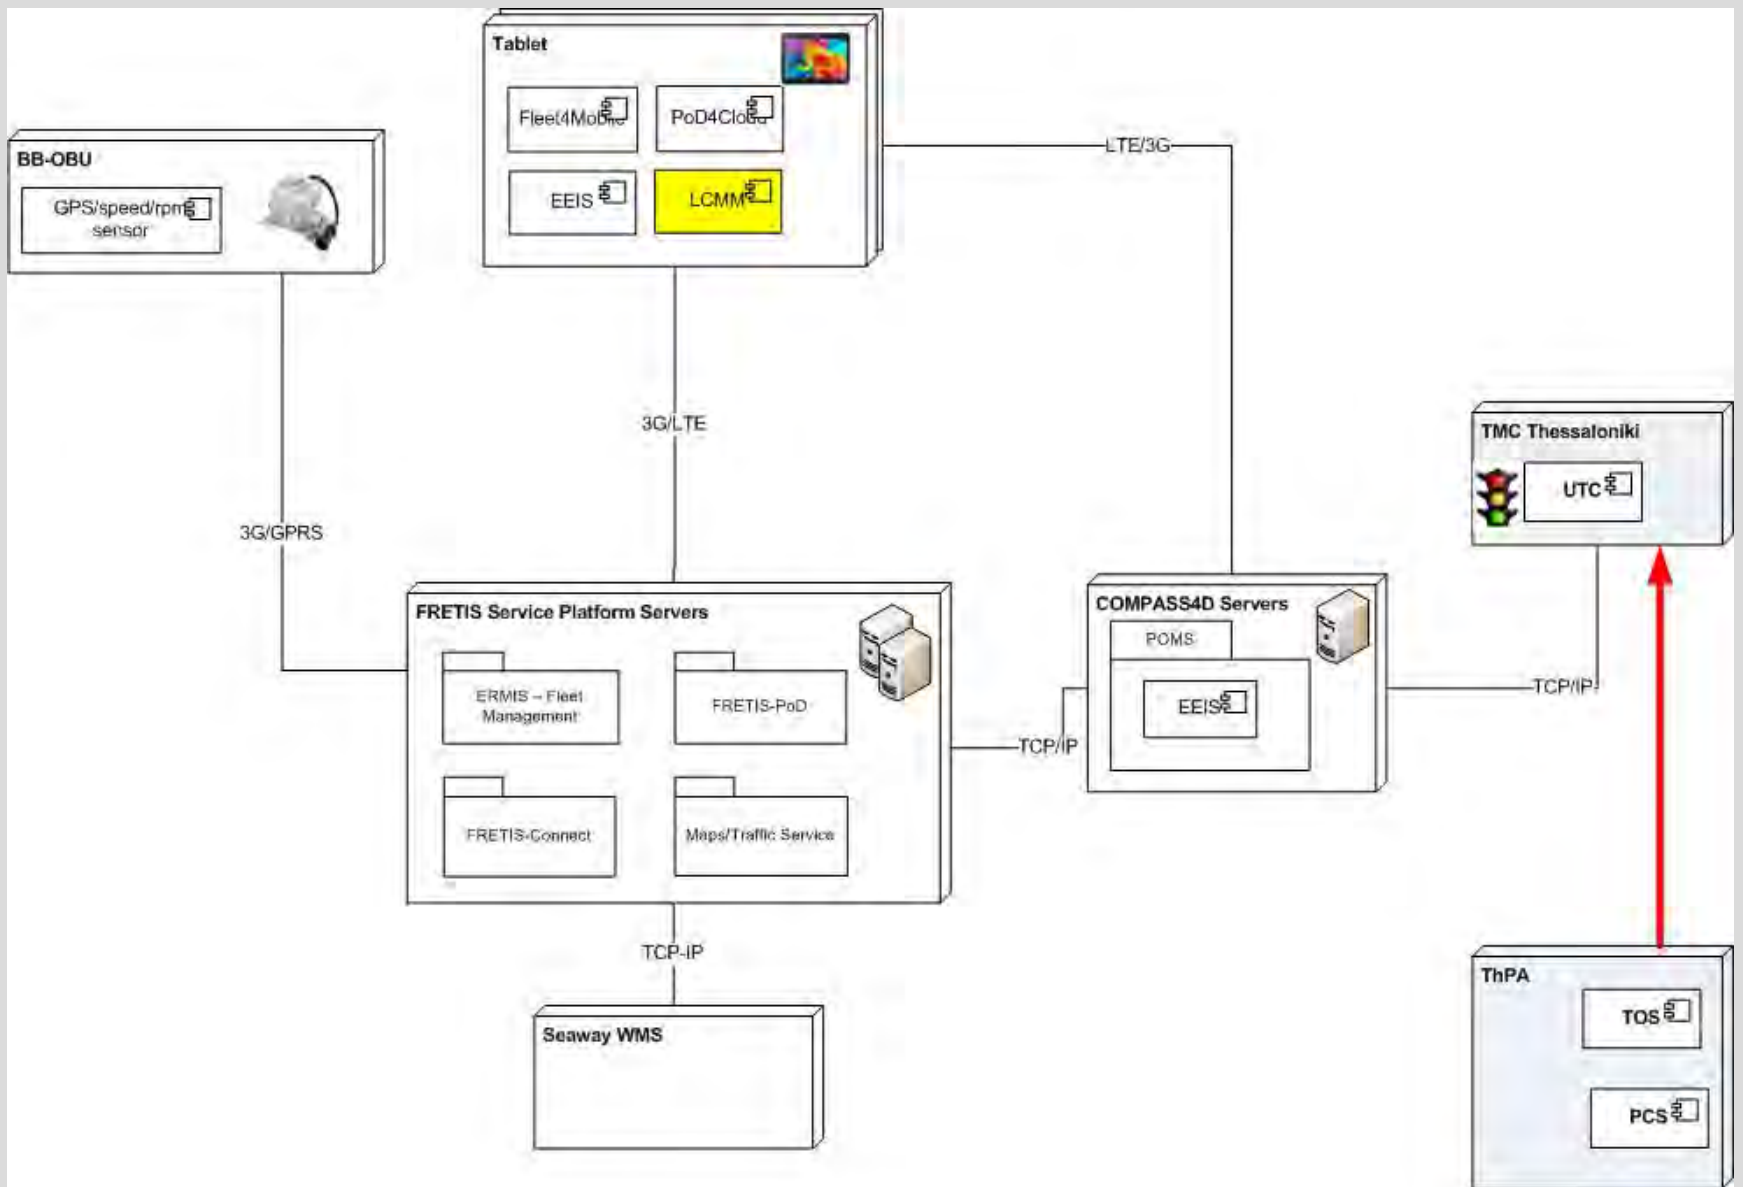 Tablet
Fleet4Mobile
PoD4Cloud
LTE/3G
BB-OBU
GPS/speed/rpm
sensor
EEIS
LCMM
3G/LTE
TMC Thessaloniki
UTC
3G/GPRS
FRETIS Service Platform Servers
COMPASS4D Servers
POMS
ERMIS – Fleet
Management
FRETIS-PoD
EEIS
TCP/IP
TCP/IP
FRETIS-Connect
Maps/Traffic Service
TCP-IP
ThPA
TOS
Seaway WMS
PCS